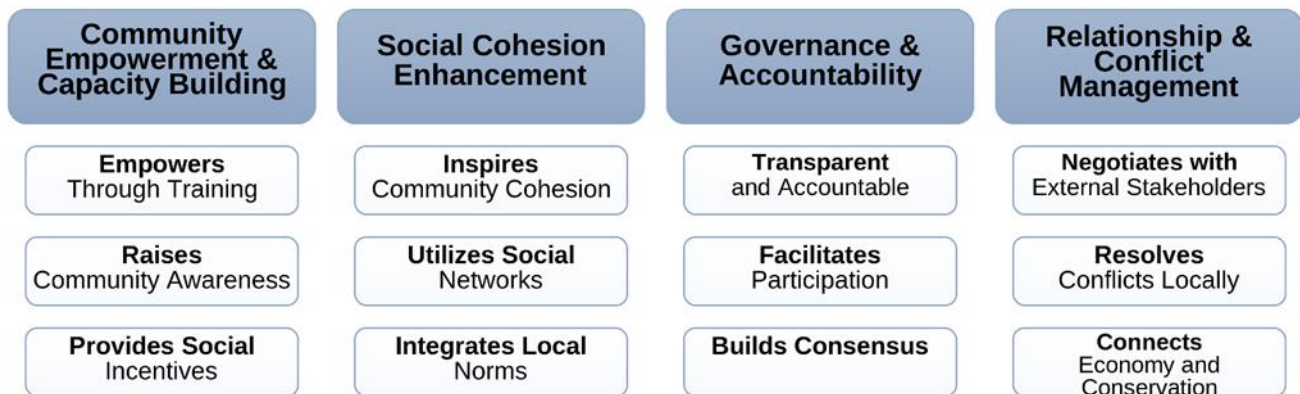 Community
Empowerment &
Capacity Building
Empowers
Through Training
Raises
Community Awareness
Provides Social
Incentives
Social Cohesion
Enhancement
Inspires
Community Cohesion
Utilizes Social
Networks
Integrates Local
Norms
Governance &
Accountability
Transparent
and Accountable
Facilitates
Participation
Builds Consensus
Relationship &
Conflict
Management
Negotiates with
External Stakeholders
Resolves
Conflicts Locally
Connects
Economy and
Conservation